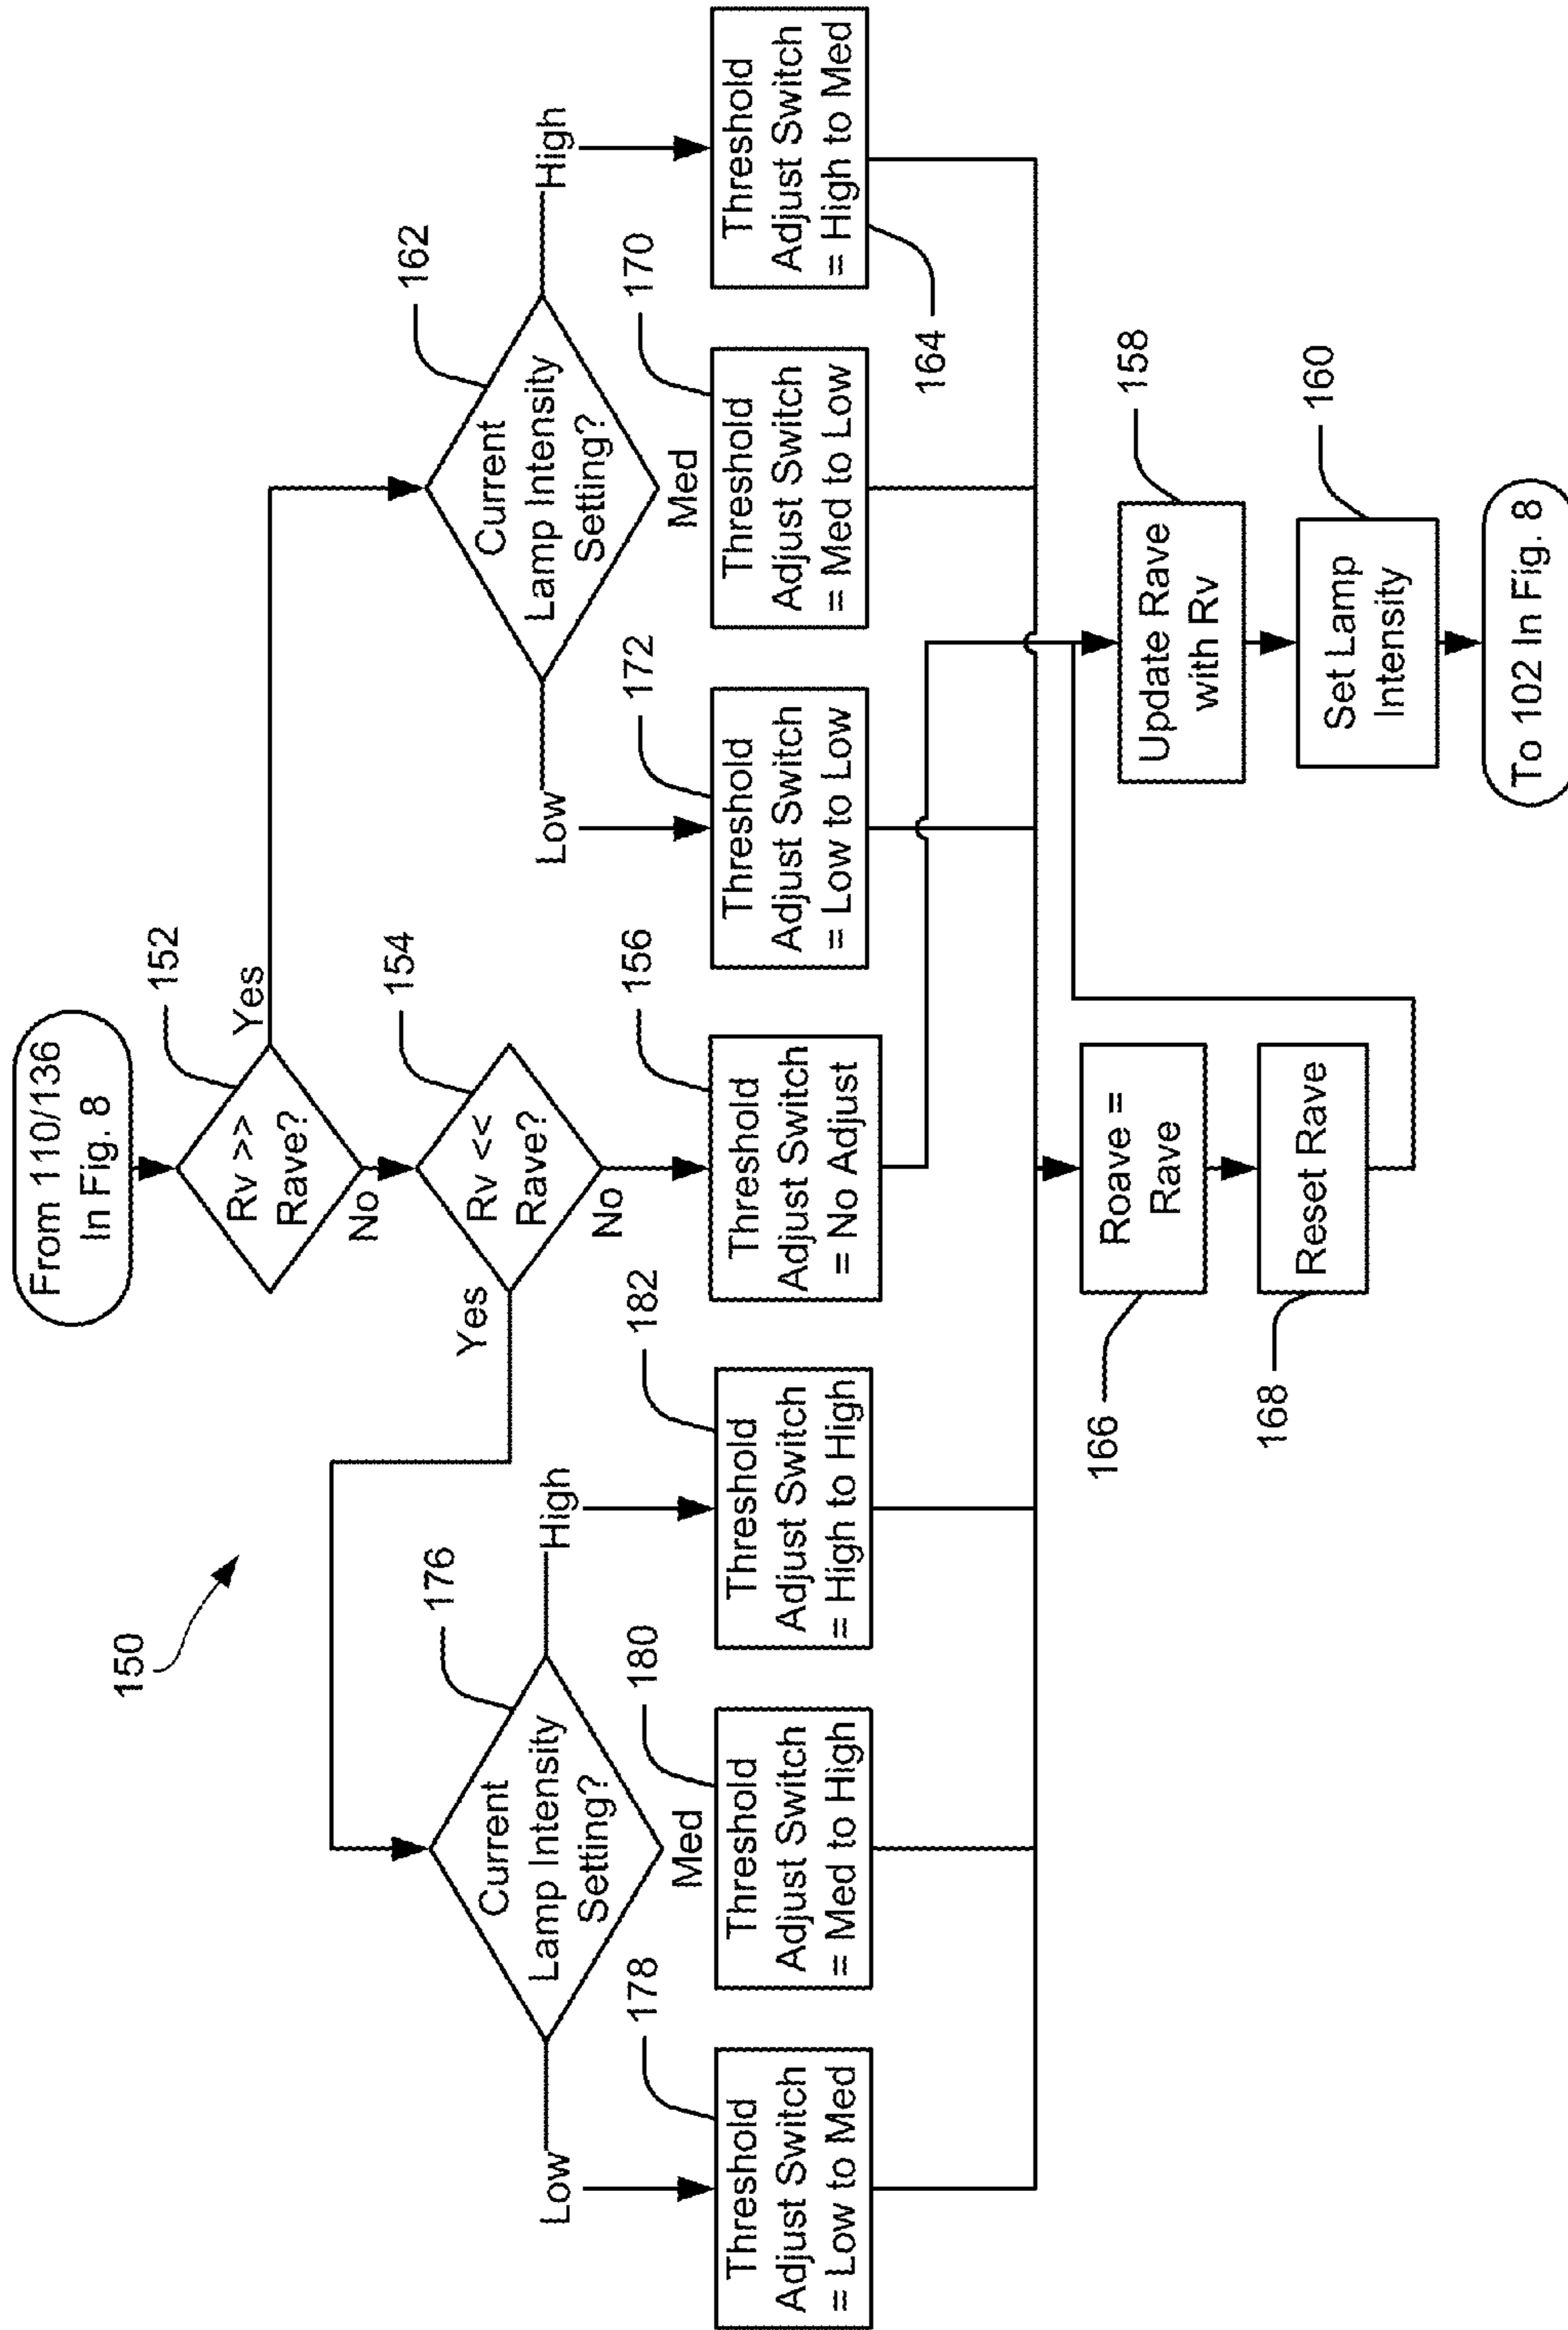 150
From 110/136
In Fig. 8
152
Rv >>
Rave?
Yes
No
154
Rv <<
Rave?
Yes
No
176
Current
Lamp Intensity
Setting?
Low
Med
High
162
Current
Lamp Intensity
Setting?
Low
Med
High
178
Threshold
Adjust Switch
= Low to Med
180
Threshold
Adjust Switch
= Med to High
182
Threshold
Adjust Switch
= High to High
156
Threshold
Adjust Switch
= No Adjust
172
Threshold
Adjust Switch
= Low to Low
170
Threshold
Adjust Switch
= Med to Low
Threshold
Adjust Switch
= High to Med
164
166
Roave =
Rave
168
Reset Rave
158
Update Rave
with Rv
160
Set Lamp
Intensity
To 102 In Fig. 8